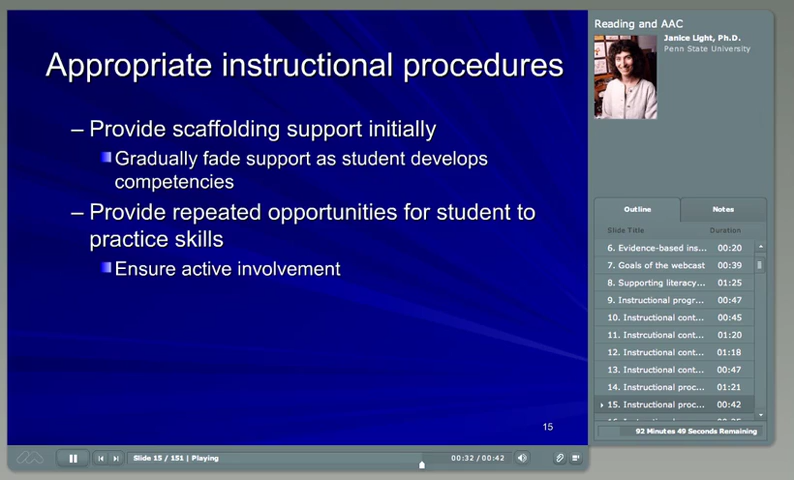 Appropriate instructional procedures
– Provide scaffolding support initially
Gradually fade support as student develops
competencies
– Provide repeated opportunities for student to
practice skills
Ensure active involvement
15
Slide 15 / 151 | Playing
00:32 / 00:42
Reading and AAC
Janice Light, Ph.D.
Penn State University
Outline
Notes
Slide Title Duration
6. Evidence-based ins... 00:20
7. Goals of the webcast 00:39
8. Supporting literacy... 01:25
9. Instructional progr... 00:47
10. Instructional cont... 00:45
11. Instrcutional cont... 01:20
12. Instructional cont... 01:18
13. Instructional cont... 00:47
14. Instructional proc... 01:21
15. Instructional proc... 00:42
92 Minutes 49 Seconds Remaining